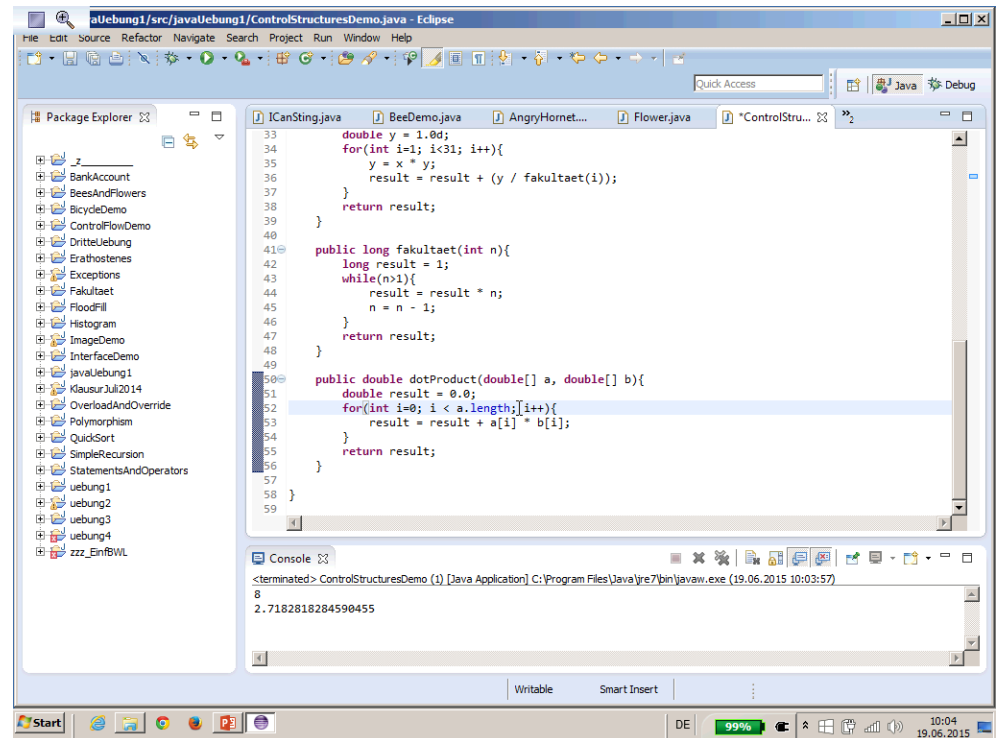 aUebung1/src/javaUebung1/ControlStructuresDemo.java - Eclipse
File Edit Source Refactor Navigate Search Project Run Window Help
Quick Access
Java
Debug
Package Explorer
_z__________
BankAccount
BeesAndFlowers
BicycleDemo
ControlFlowDemo
DritteUebung
Erathostenes
Exceptions
Fakultaet
FloodFill
Histogram
ImageDemo
InterfaceDemo
javaUebung1
KlausurJuli2014
OverloadAndOverride
Polymorphism
QuickSort
SimpleRecursion
StatementsAndOperators
uebung1
uebung2
uebung3
uebung4
zzz_EinfBWL
ICanSting.java BeeDemo.java AngryHornet.... Flower.java *ControlStru... »2
33 double y = 1.0d;
34 for(int i=1; i<31; i++){
35 y = x * y;
36 result = result + (y / fakultaet(i));
37 }
38 return result;
39 }
40
41 public long fakultaet(int n){
42 long result = 1;
43 while(n>1){
44 result = result * n;
45 n = n - 1;
46 }
47 return result;
48 }
49
50 public double dotProduct(double[] a, double[] b){
51 double result = 0.0;
52 for(int i=0; i < a.length; i++){
53 result = result + a[i] * b[i];
54 }
55 return result;
56 }
57
58 }
59
Console
<terminated> ControlStructuresDemo (1) [Java Application] C:\Program Files\Java\jre7\bin\javaw.exe (19.06.2015 10:03:57)
8
2.7182818284590455
Writable Smart Insert
Start
DE
99%
10:04
19.06.2015